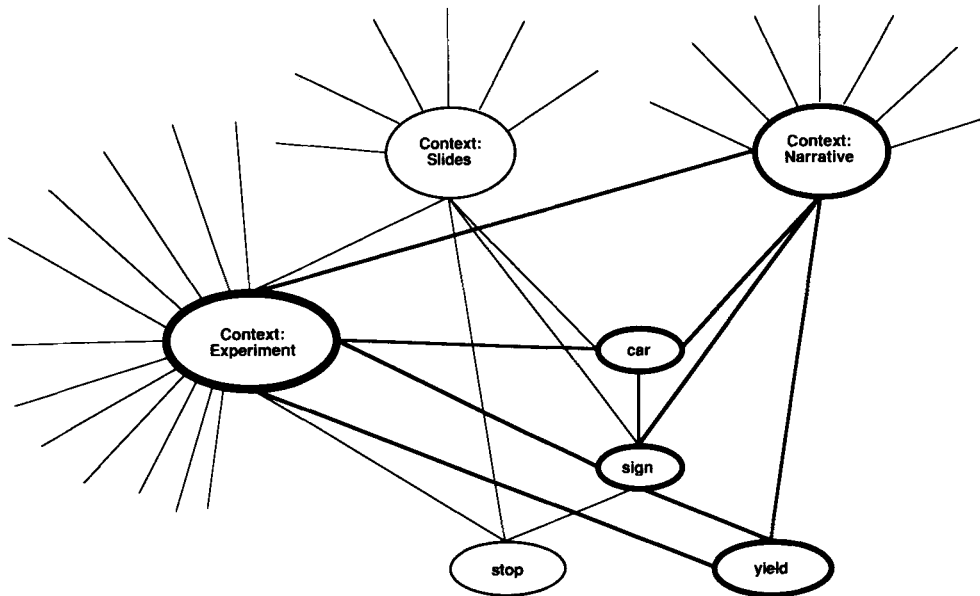 Context:
Slides
Context:
Narrative
Context:
Experiment
car
sign
stop
yield